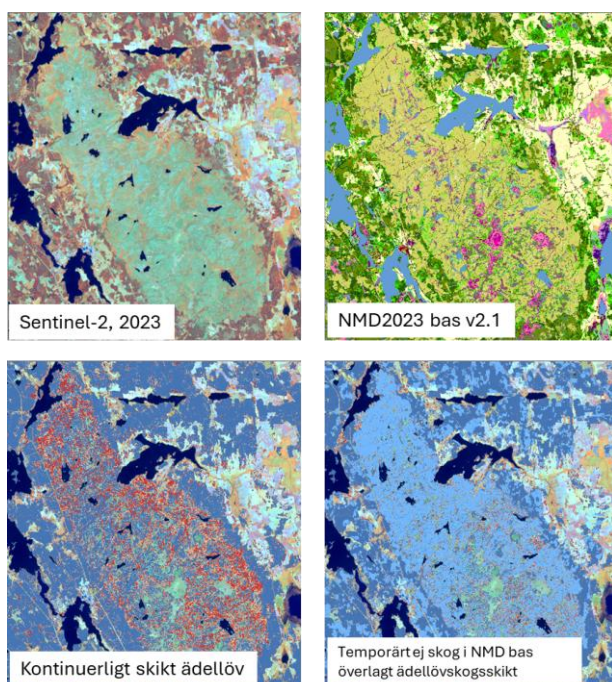 Sentinel-2, 2023
NMD2023 bas v2.1
Kontinuerligt skikt ädellöv
Temporärt ej skog i NMD bas
överlagt ädellövskogsskikt